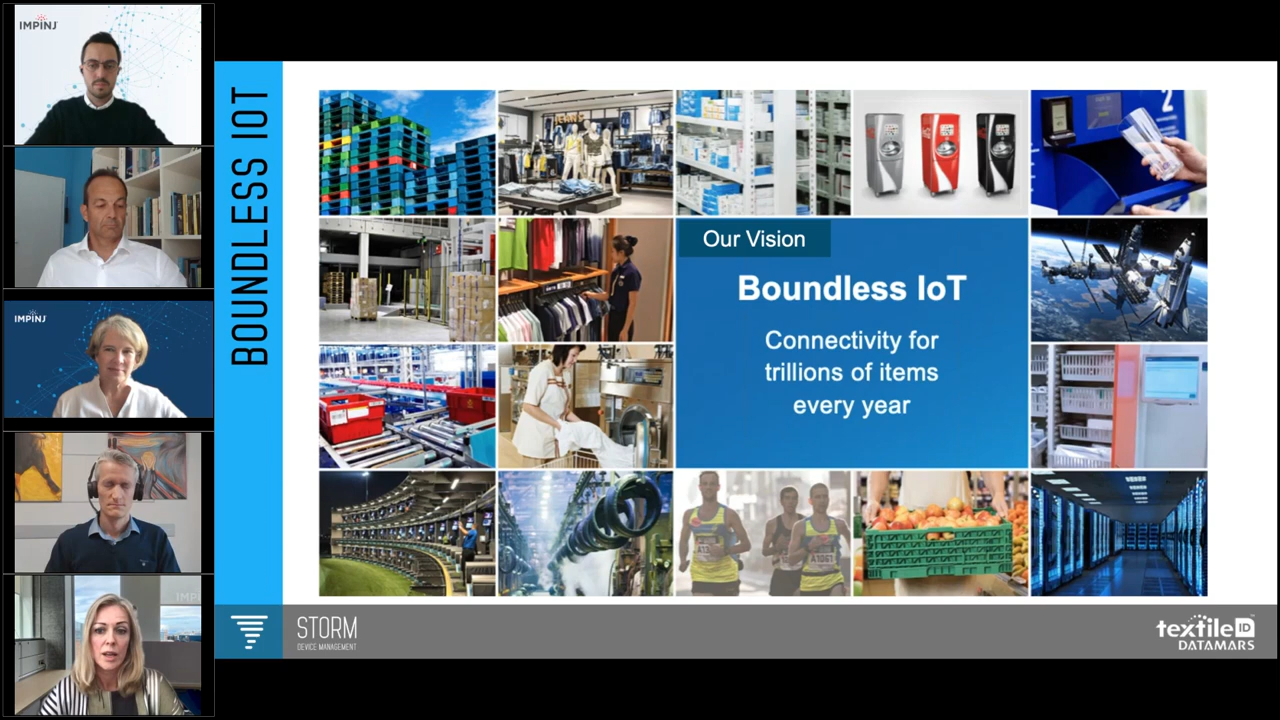 IMPINJ
IMPINJ
IMP
BOUNDLESS IOT
Our Vision
Boundless IoT
Connectivity for
trillions of items
every year
STORM
DEVICE MANAGEMENT
textile ID
DATAMARS